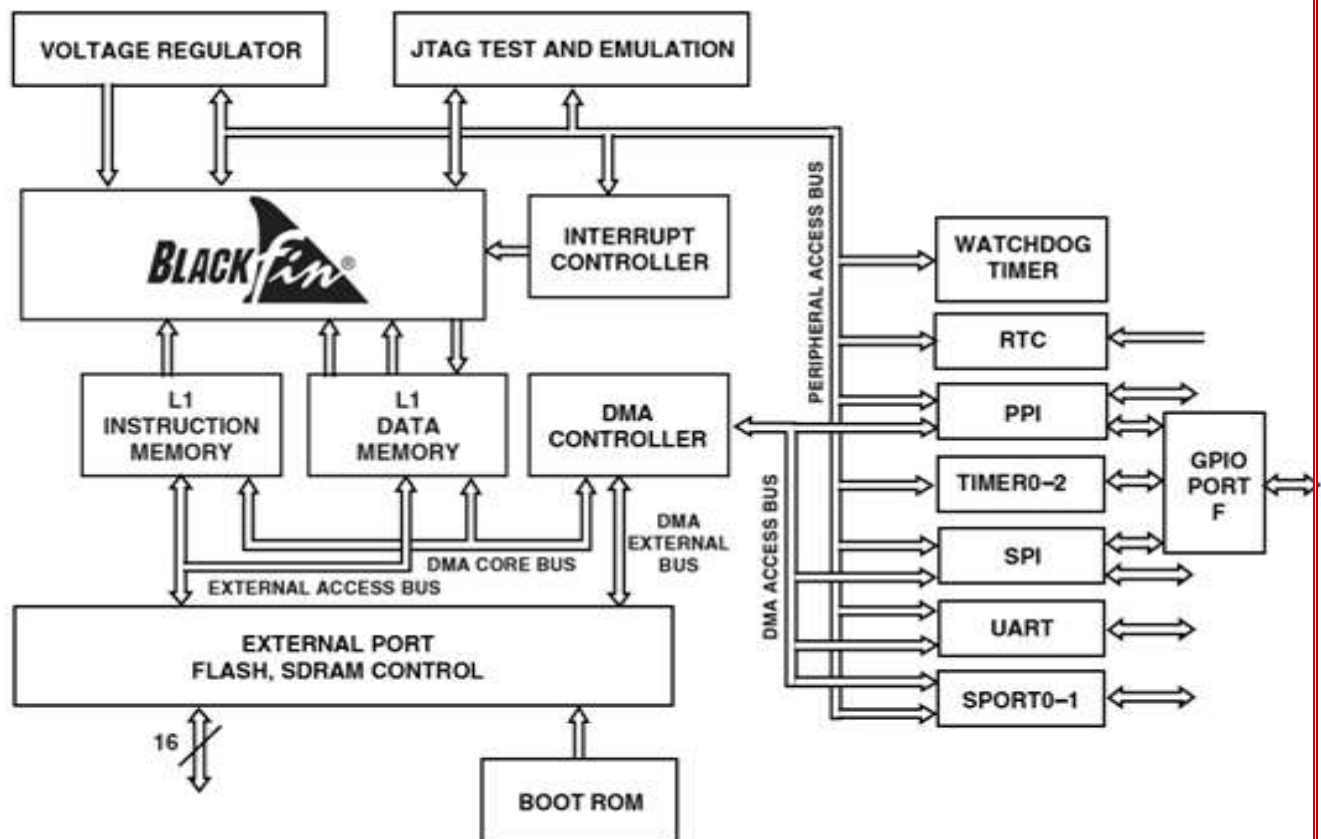 VOLTAGE REGULATOR
JTAG TEST AND EMULATION
BLACKfin®
INTERRUPT
CONTROLLER
PERIPHERAL ACCESS BUS
WATCHDOG
TIMER
RTC
L1
INSTRUCTION
MEMORY
L1
DATA
MEMORY
DMA
CONTROLLER
PPI
GPIO
PORT
F
TIMER0–2
DMA ACCESS BUS
DMA
EXTERNAL
BUS
DMA CORE BUS
EXTERNAL ACCESS BUS
SPI
UART
SPORT0–1
EXTERNAL PORT
FLASH, SDRAM CONTROL
16
BOOT ROM